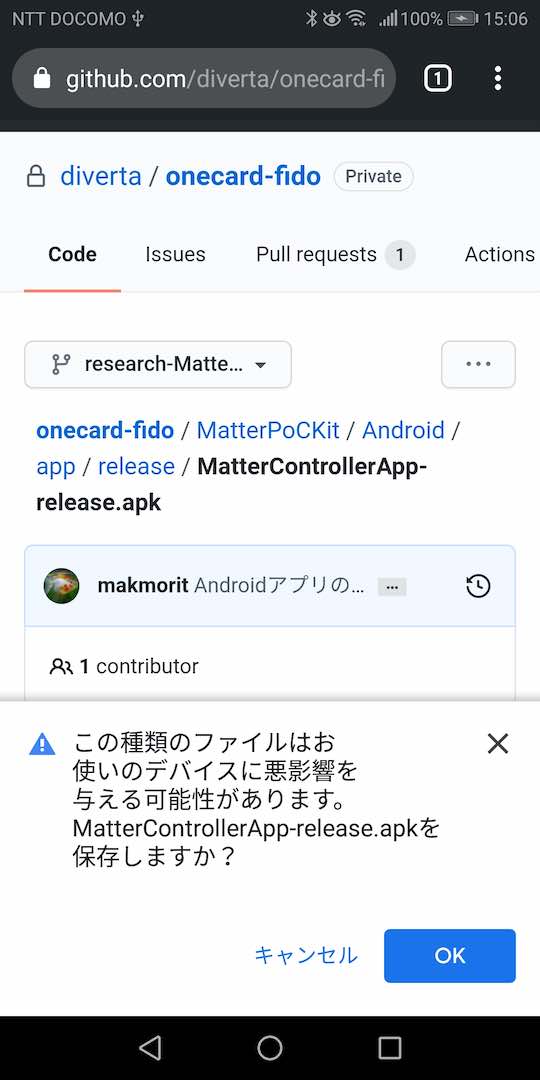 NTT DOCOMO 100% 15:06
github.com/diverta/onecard-fi 1
diverta / onecard-fido Private
Code Issues Pull requests 1 Actions
research-Matte...
onecard-fido / MatterPoCKit / Android /
app / release / MatterControllerApp-
release.apk
makmorit Androidアプリの...
1 contributor
この種類のファイルはお
使いのデバイスに悪影響を
与える可能性があります。
MatterControllerApp-release.apkを
保存しますか？
キャンセル OK